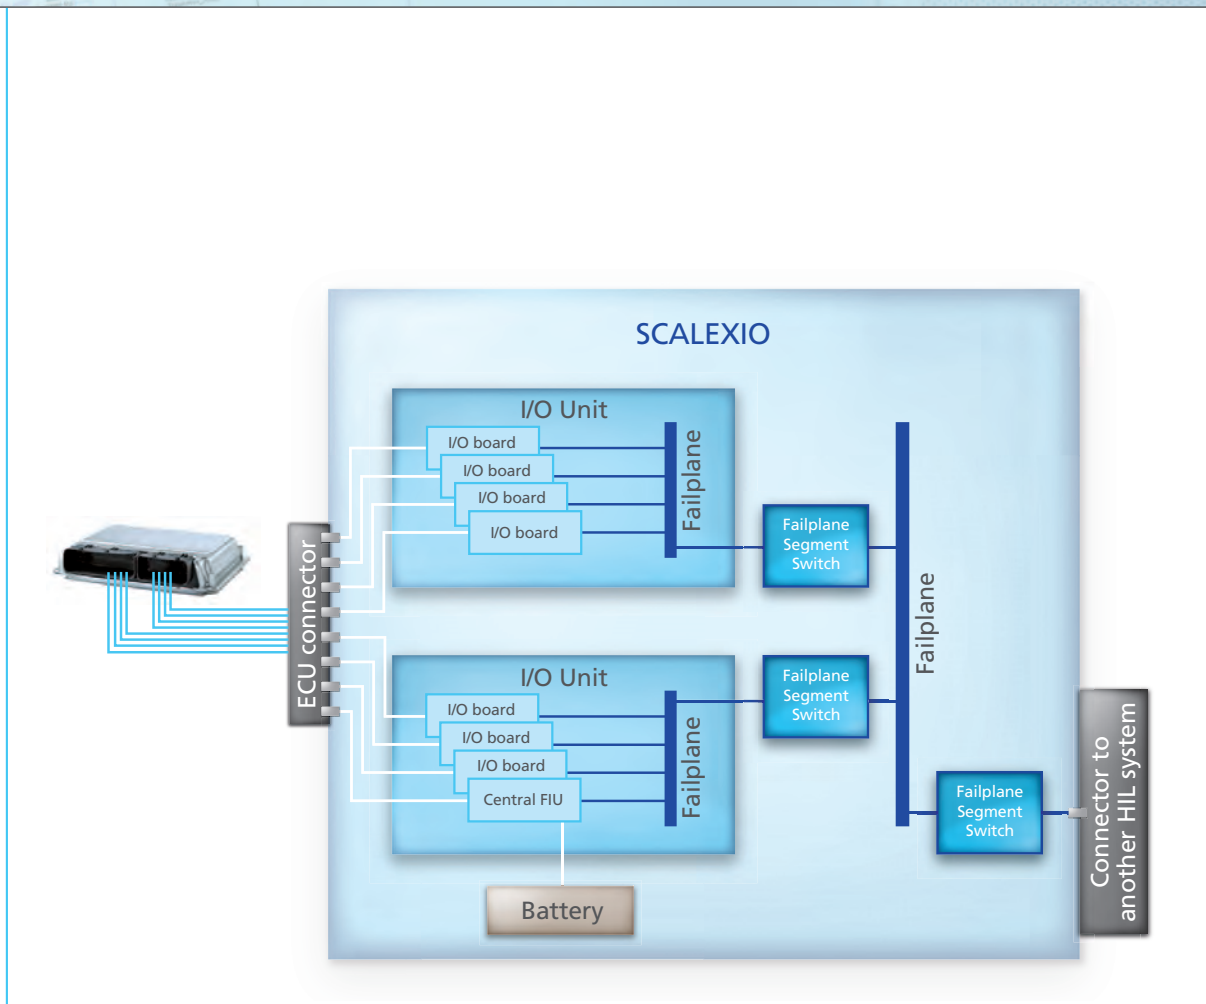 SCALEXIO
I/O Unit
I/O board
I/O board
I/O board
I/O board
Failplane
Failplane
Segment
Switch
ECU connector
Failplane
I/O Unit
I/O board
I/O board
I/O board
Central FIU
Failplane
Failplane
Segment
Switch
Failplane
Segment
Switch
Connector to
another HIL system
Battery